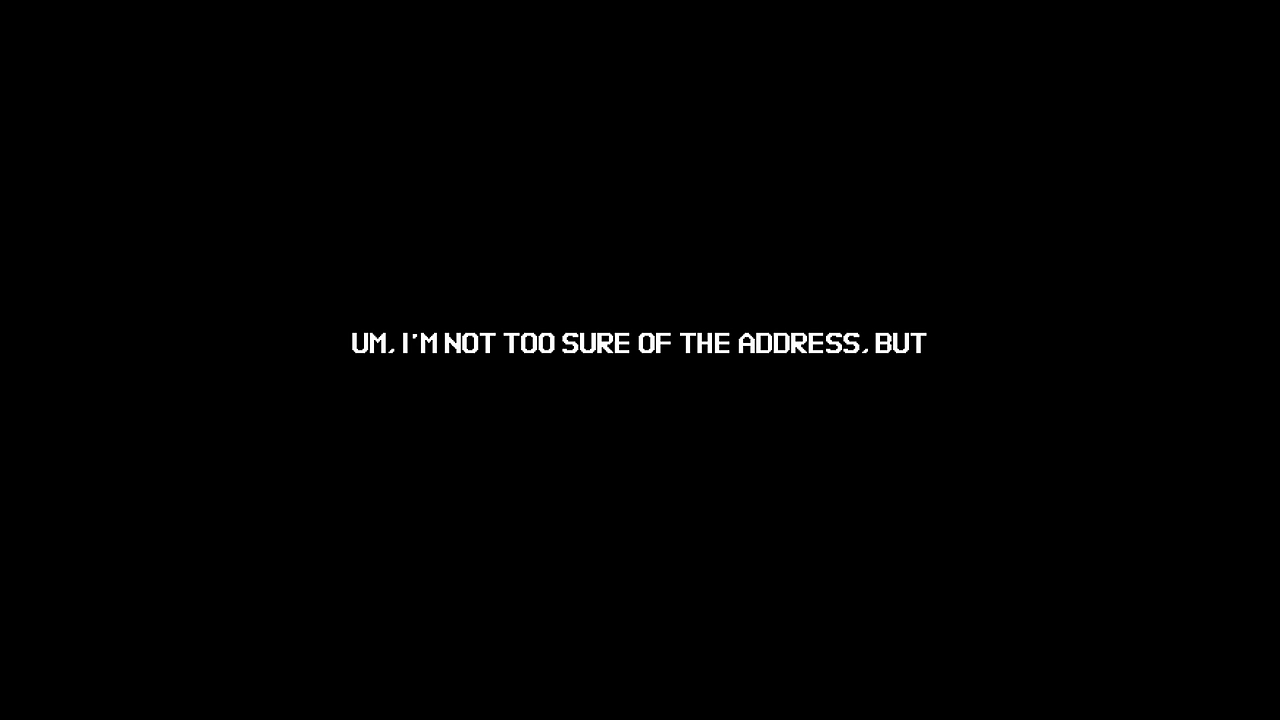 UM, I'M NOT TOO SURE OF THE ADDRESS, BUT